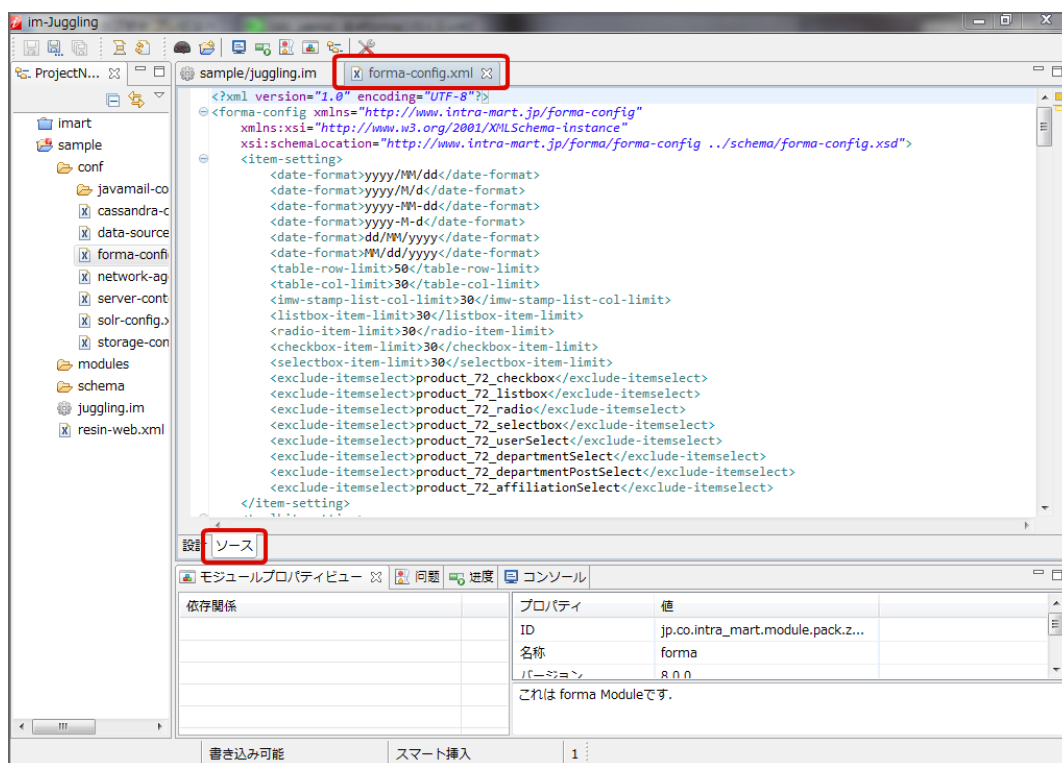 im-Juggling
ProjectN...
sample/juggling.im
forma-config.xml
imart
sample
conf
javamail-co
cassandra-c
data-source
forma-confi
network-ag
server-cont
solr-config.x
storage-con
modules
schema
juggling.im
resin-web.xml
<?xml version="1.0" encoding="UTF-8"?>
<forma-config xmlns="http://www.intra-mart.jp/forma-config"
xmlns:xsi="http://www.w3.org/2001/XMLSchema-instance"
xsi:schemaLocation="http://www.intra-mart.jp/forma/forma-config ../schema/forma-config.xsd">
<item-setting>
<date-format>yyyy/MM/dd</date-format>
<date-format>yyyy/M/d</date-format>
<date-format>yyyy-MM-dd</date-format>
<date-format>yyyy-M-d</date-format>
<date-format>dd/MM/yyyy</date-format>
<date-format>MM/dd/yyyy</date-format>
<table-row-limit>50</table-row-limit>
<table-col-limit>30</table-col-limit>
<imw-stamp-list-col-limit>30</imw-stamp-list-col-limit>
<listbox-item-limit>30</listbox-item-limit>
<radio-item-limit>30</radio-item-limit>
<checkbox-item-limit>30</checkbox-item-limit>
<selectbox-item-limit>30</selectbox-item-limit>
<exclude-itemselect>product_72_checkbox</exclude-itemselect>
<exclude-itemselect>product_72_listbox</exclude-itemselect>
<exclude-itemselect>product_72_radio</exclude-itemselect>
<exclude-itemselect>product_72_selectbox</exclude-itemselect>
<exclude-itemselect>product_72_userSelect</exclude-itemselect>
<exclude-itemselect>product_72_departmentSelect</exclude-itemselect>
<exclude-itemselect>product_72_departmentPostSelect</exclude-itemselect>
<exclude-itemselect>product_72_affiliationSelect</exclude-itemselect>
</item-setting>
設計 ソース
モジュールプロパティビュー 问题 进度 コンソール
依存関係
プロパティ 値
ID jp.co.intra_mart.module.pack.z...
名称 forma
バージョン 8.0.0
これは forma Moduleです.
書き込み可能 スマート挿入 1